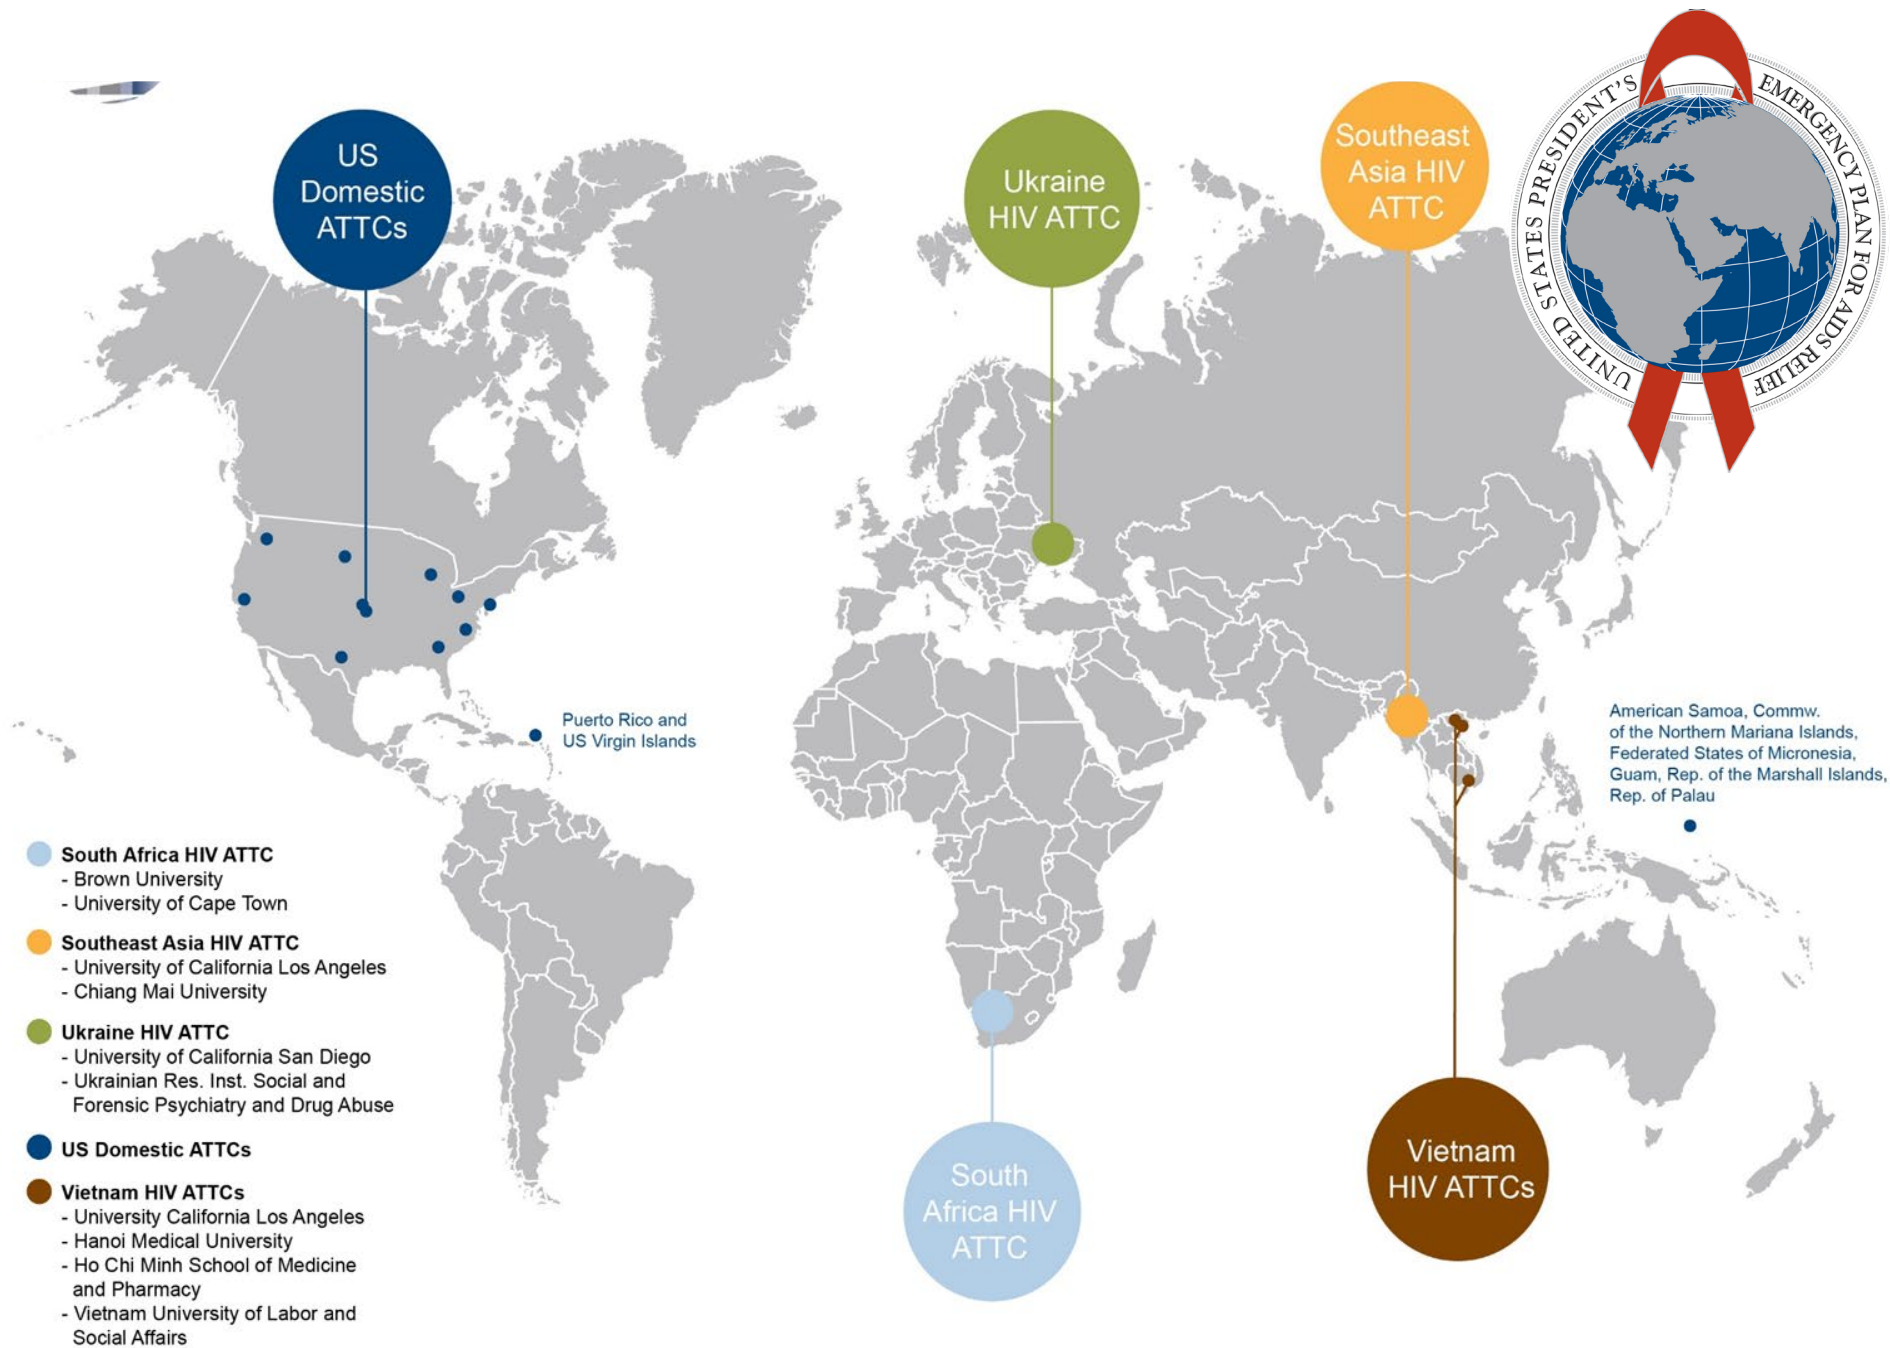 US
Domestic
ATTCs
Ukraine
HIV ATTC
Southeast
Asia HIV
ATTC
UNITED STATES PRESIDENT'S
EMERGENCY PLAN FOR AIDS RELIEF
Puerto Rico and
US Virgin Islands
American Samoa, Commw.
of the Northern Mariana Islands,
Federated States of Micronesia,
Guam, Rep. of the Marshall Islands,
Rep. of Palau
South Africa HIV ATTC
- Brown University
- University of Cape Town
Southeast Asia HIV ATTC
- University of California Los Angeles
- Chiang Mai University
Ukraine HIV ATTC
- University of California San Diego
- Ukrainian Res. Inst. Social and
Forensic Psychiatry and Drug Abuse
US Domestic ATTCs
Vietnam HIV ATTCs
- University California Los Angeles
- Hanoi Medical University
- Ho Chi Minh School of Medicine
and Pharmacy
- Vietnam University of Labor and
Social Affairs
South
Africa HIV
ATTC
Vietnam
HIV ATTCs